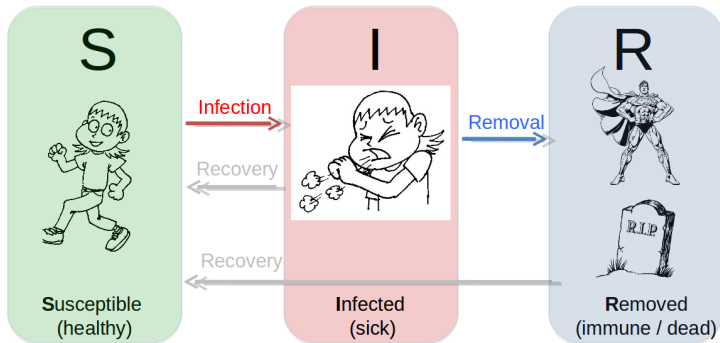 S
I
R
Infection
Removal
Recovery
R.I.P.
Recovery
Susceptible
(healthy)
Infected
(sick)
Removed
(immune / dead)